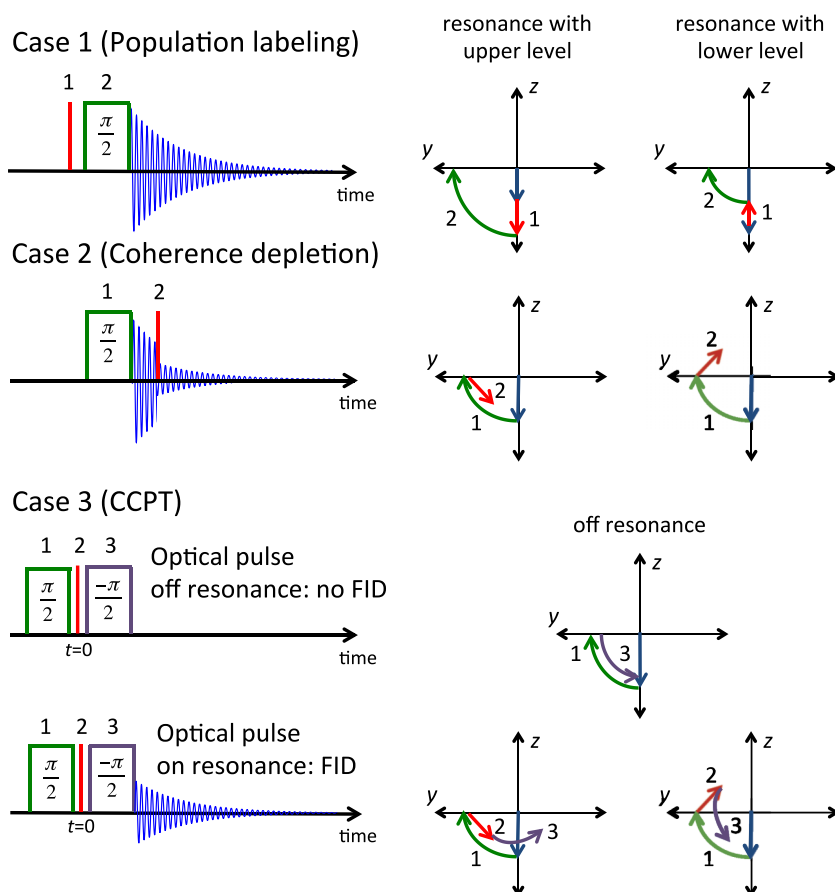 Case 1 (Population labeling)
resonance with
upper level
resonance with
lower level
1 2
π/2
time
z
y
2
1
z
y
2
1
Case 2 (Coherence depletion)
1 2
π/2
time
z
y
2
1
z
y
2
1
Case 3 (CCPT)
off resonance
1 2 3
π/2
-π/2
Optical pulse
off resonance: no FID
t=0
time
z
y
1
3
1 2 3
π/2
-π/2
Optical pulse
on resonance: FID
t=0
time
z
y
2
3
1
z
y
2
3
1